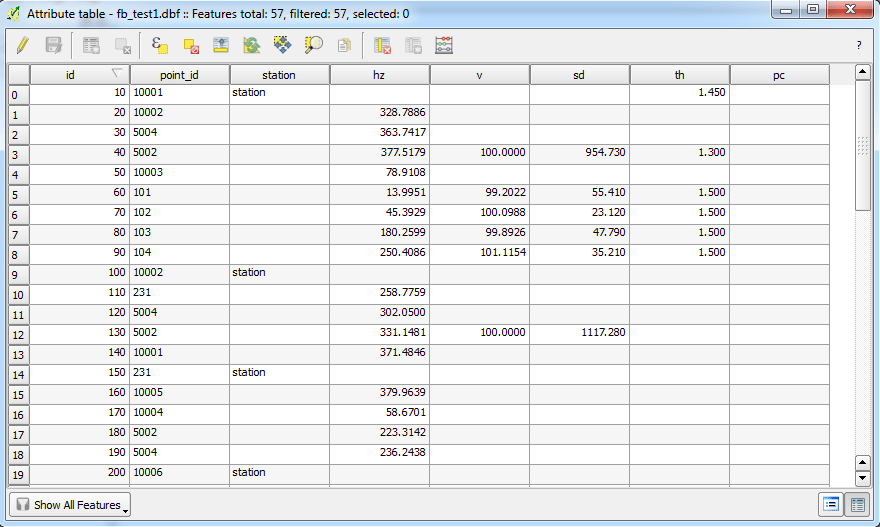 Attribute table - fb_test1.dbf :: Features total: 57, filtered: 57, selected: 0
?
id point_id station hz v sd th pc
0 10 10001 station 1.450
1 20 10002 328.7886
2 30 5004 363.7417
3 40 5002 377.5179 100.0000 954.730 1.300
4 50 10003 78.9108
5 60 101 13.9951 99.2022 55.410 1.500
6 70 102 45.3929 100.0988 23.120 1.500
7 80 103 180.2599 99.8926 47.790 1.500
8 90 104 250.4086 101.1154 35.210 1.500
9 100 10002 station
10 110 231 258.7759
11 120 5004 302.0500
12 130 5002 331.1481 100.0000 1117.280
13 140 10001 371.4846
14 150 231 station
15 160 10005 379.9639
16 170 10004 58.6701
17 180 5002 223.3142
18 190 5004 236.2438
19 200 10006 station
Show All Features